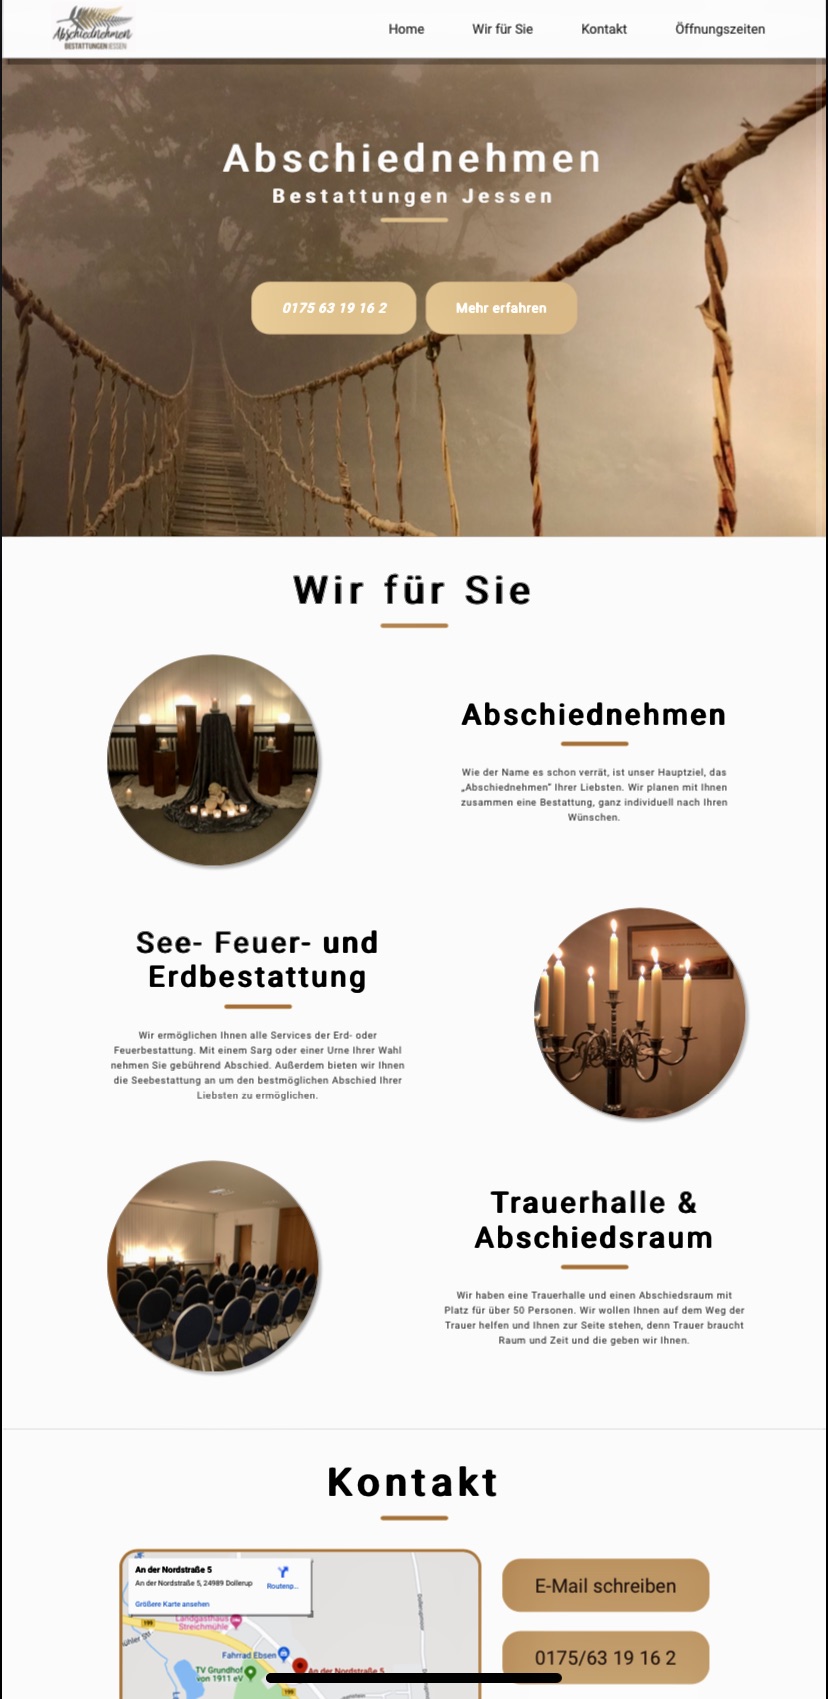 Abschiednehmen
BESTATTUNGEN JESSEN
Home
Wir für Sie
Kontakt
Öffnungszeiten
Abschiednehmen
Bestattungen Jessen
0175 63 19 16 2
Mehr erfahren
Wir für Sie
Abschiednehmen
Wie der Name es schon verrät, ist unser Hauptziel, das
„Abschiednehmen“ Ihrer Liebsten. Wir planen mit Ihnen
zusammen eine Bestattung, ganz individuell nach Ihren
Wünschen.
See- Feuer- und
Erdbestattung
Wir ermöglichen Ihnen alle Services der Erd- oder
Feuerbestattung. Mit einem Sarg oder einer Urne Ihrer Wahl
nehmen Sie gebührend Abschied. Außerdem bieten wir Ihnen
die Seebestattung an um den bestmöglichen Abschied Ihrer
Liebsten zu ermöglichen.
Trauerhalle &
Abschiedsraum
Wir haben eine Trauerhalle und einen Abschiedsraum mit
Platz für über 50 Personen. Wir wollen Ihnen auf dem Weg der
Trauer helfen und Ihnen zur Seite stehen, denn Trauer braucht
Raum und Zeit und die geben wir Ihnen.
Kontakt
An der Nordstraße 5
An der Nordstraße 5, 24989 Dollerup
Routenp...
Größere Karte ansehen
Landgasthaus
Streichmühle
199
Fahrrad Ebsen
TV Grundhof
von 1911 eV
An der Nordstraße 5
199
E-Mail schreiben
0175/63 19 16 2